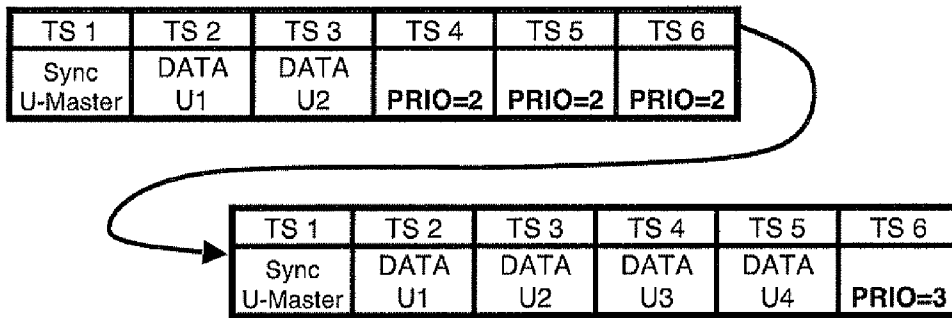 TS 1 TS 2 TS 3 TS 4 TS 5 TS 6
Sync DATA DATA
U-Master U1 U2 PRIO=2 PRIO=2 PRIO=2
TS 1 TS 2 TS 3 TS 4 TS 5 TS 6
Sync DATA DATA DATA DATA
U-Master U1 U2 U3 U4 PRIO=3